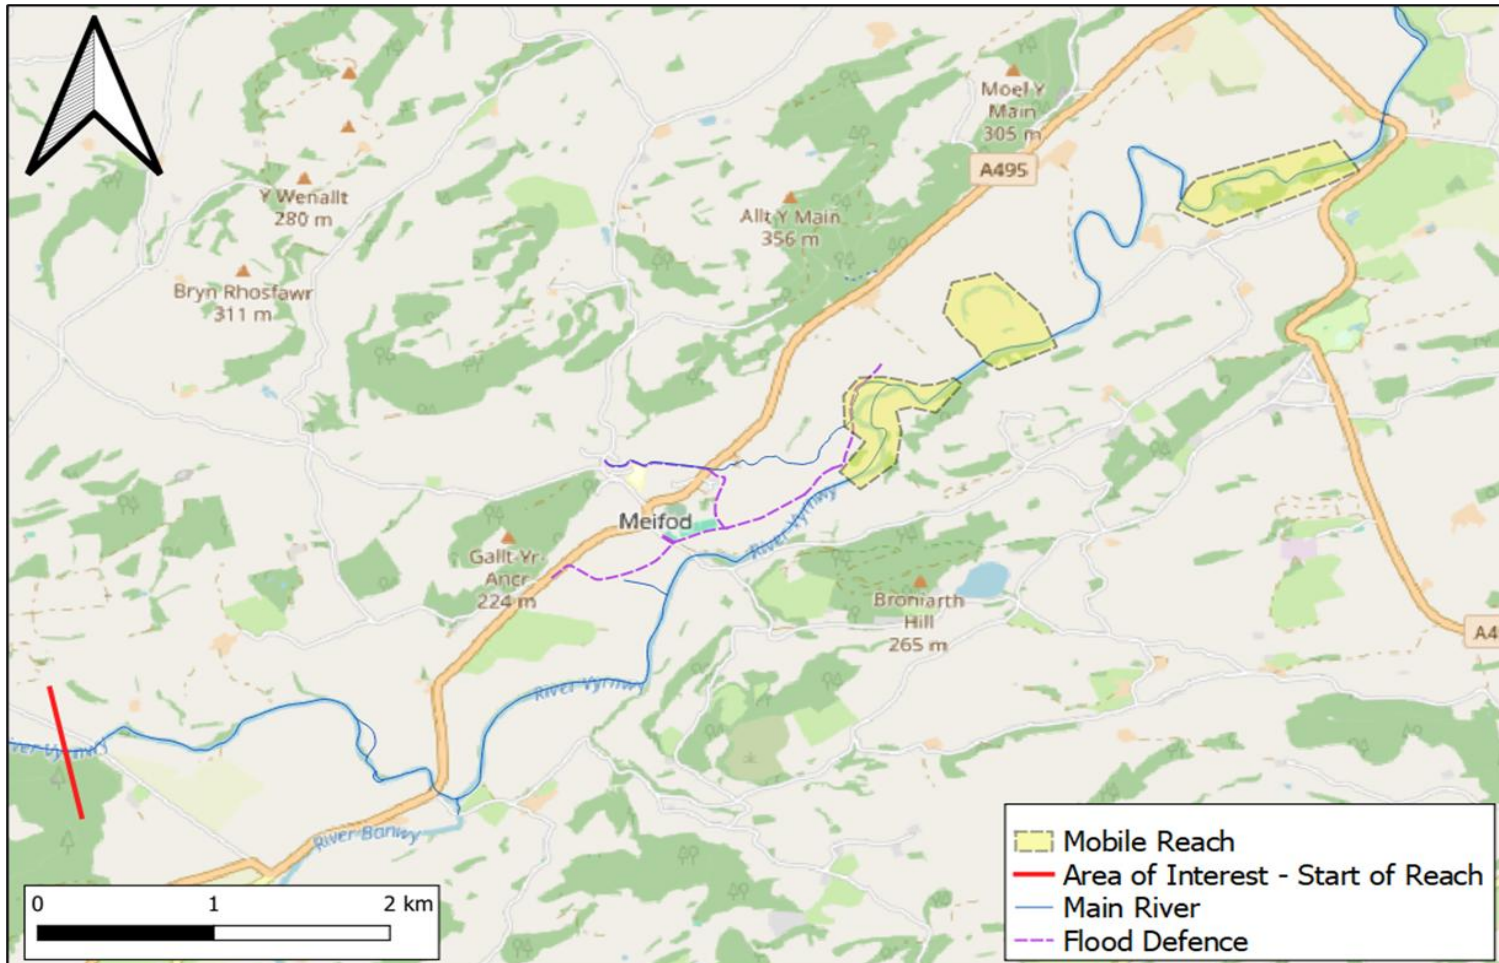 Moel Y
Main
305 m
A495
Y Wenallt
280 m
Allt Y Main
356 m
Bryn Rhosfawr
311 m
Meifod
River Vyrnwy
Gallt Yr
Ancr
224 m
Broniarth
Hill
265 m
A4
River Vyrnwy
iver Vyrnwy
River Banwy
0 1 2 km
Mobile Reach
Area of Interest - Start of Reach
Main River
Flood Defence